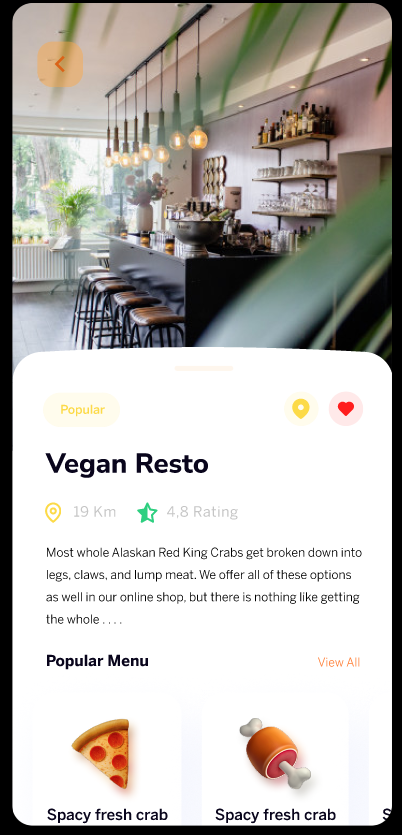 Popular
Vegan Resto
19 Km 4,8 Rating
Most whole Alaskan Red King Crabs get broken down into
legs, claws, and lump meat. We offer all of these options
as well in our online shop, but there is nothing like getting
the whole . . . .
Popular Menu View All
Spacy fresh crab Spacy fresh crab S